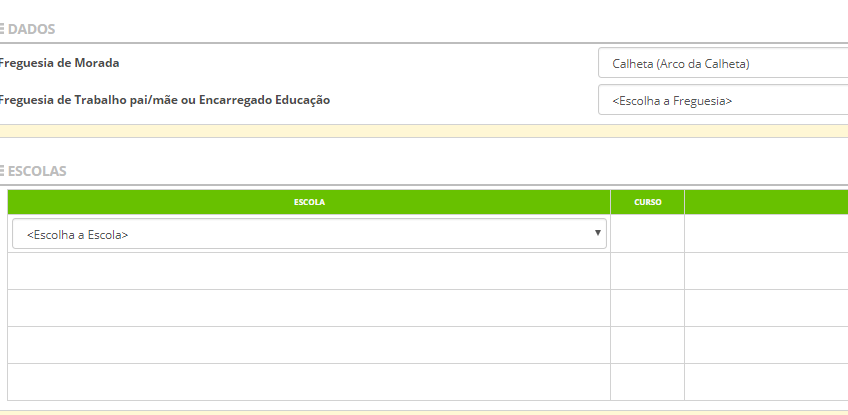 DADOS
Freguesia de Morada
Calheta (Arco da Calheta)
Freguesia de Trabalho pai/mãe ou Encarregado Educação
<Escolha a Freguesia>
ESCOLAS
ESCOLA
CURSO
<Escolha a Escola>